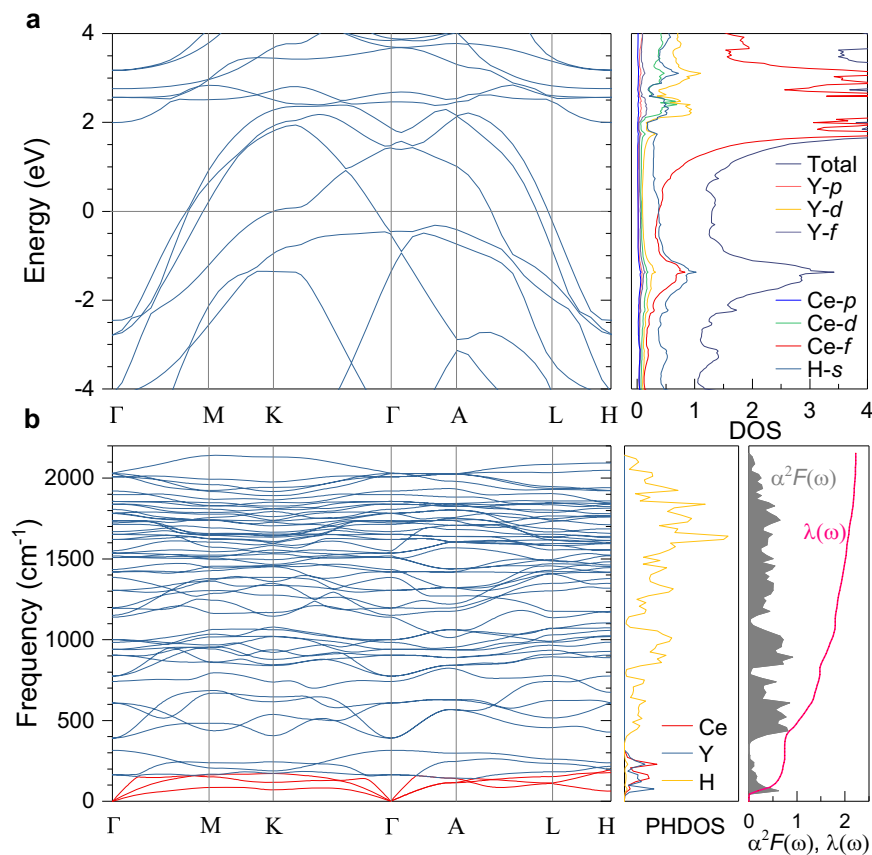 a
4
2
0
-2
-4
Energy (eV)
Γ
M
K
Γ
A
L
H
Total
Y-p
Y-d
Y-f
Ce-p
Ce-d
Ce-f
H-s
0
1
2
3
4
DOS
b
2000
1500
1000
500
0
Frequency (cm⁻¹)
Γ
M
K
Γ
A
L
H
Ce
Y
H
PHDOS
α²F(ω)
λ(ω)
0
1
2
α²F(ω), λ(ω)